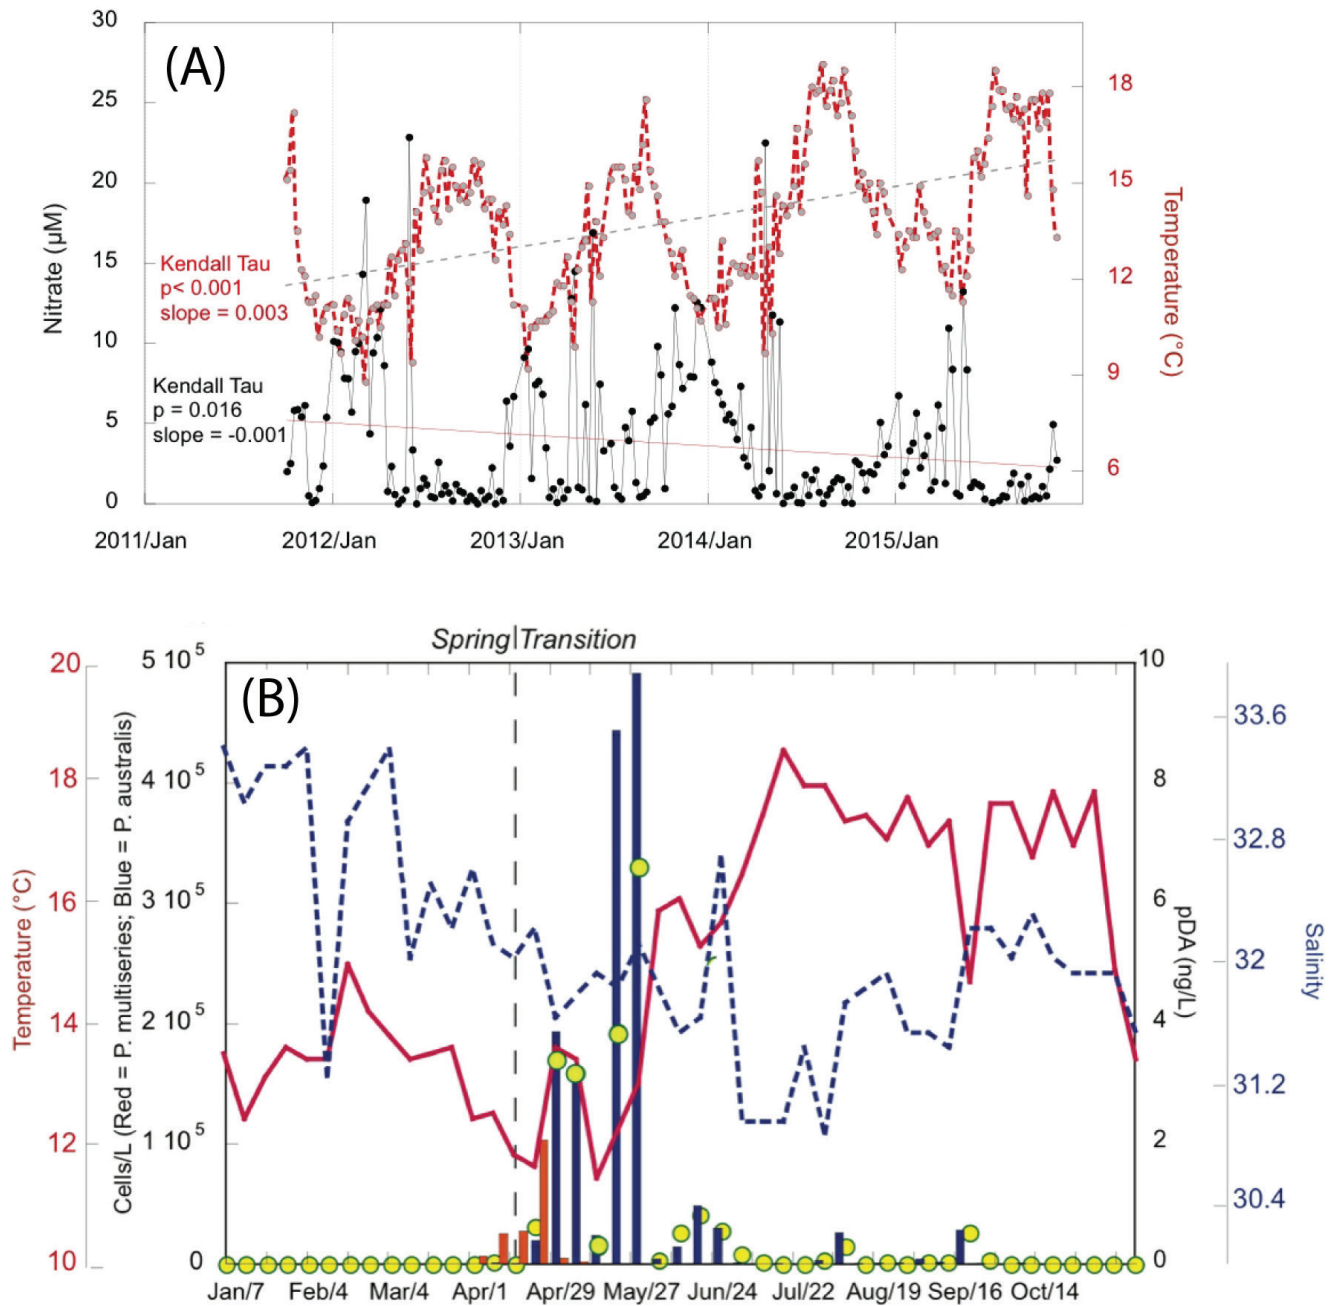 (A)
30
25
20
15
10
5
0
Nitrate (µM)
18
15
12
9
6
Temperature (°C)
Kendall Tau
p< 0.001
slope = 0.003
Kendall Tau
p = 0.016
slope = -0.001
2011/Jan 2012/Jan 2013/Jan 2014/Jan 2015/Jan
Spring Transition
(B)
20
18
16
14
12
10
Temperature (°C)
5 10⁵
4 10⁵
3 10⁵
2 10⁵
1 10⁵
0
Cells/L (Red = P. multiseries; Blue = P. australis)
10
8
6
4
2
0
pDA (ng/L)
33.6
32.8
32
31.2
30.4
Salinity
Jan/7 Feb/4 Mar/4 Apr/1 Apr/29 May/27 Jun/24 Jul/22 Aug/19 Sep/16 Oct/14